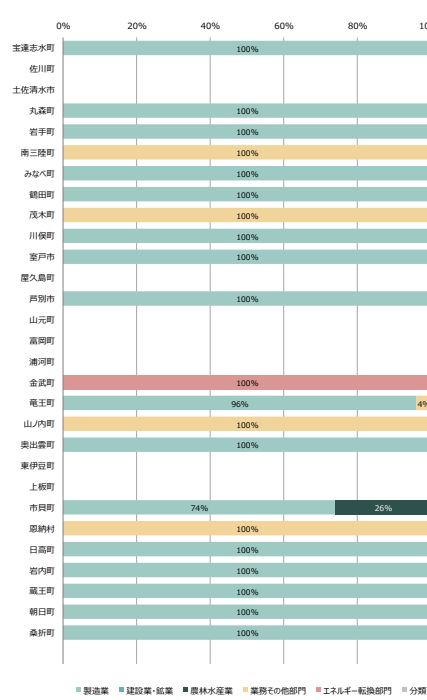 0% 20% 40% 60% 80% 10
宝達志水町 100%
佐川町
土佐清水市
丸森町 100%
岩手町 100%
南三陸町 100%
みなべ町 100%
鶴田町 100%
茂木町 100%
川俣町 100%
室戸市 100%
屋久島町
芦別市 100%
山元町
富岡町
浦河町
金武町 100%
竜王町 96% 4%
山ノ内町 100%
奥出雲町 100%
東伊豆町
上板町
市貝町 74% 26%
恩納村 100%
日高町 100%
岩内町 100%
蔵王町 100%
朝日町 100%
桑折町 100%
製造業 建設業・鉱業 農林水産業 業務その他部門 エネルギー転換部門 分類